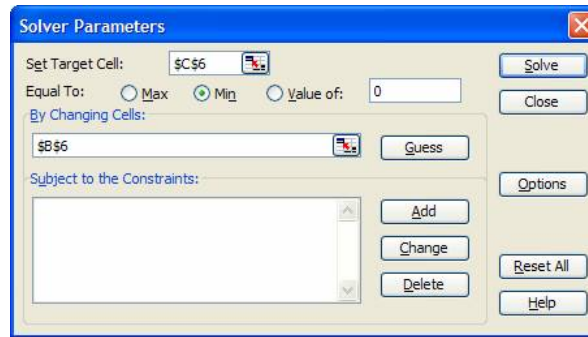 Solver Parameters
Set Target Cell: $C$6 Solve
Equal To: Max Min Value of: 0 Close
By Changing Cells:
$B$6 Guess
Subject to the Constraints: Options
Add
Change
Reset All
Delete
Help